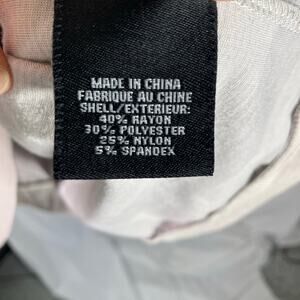 MADE IN CHINA
FABRIQUE AU CHINE
SHELL/EXTERIEUR:
40% RAYON
30% POLYESTER
25% NYLON
5% SPANDEX